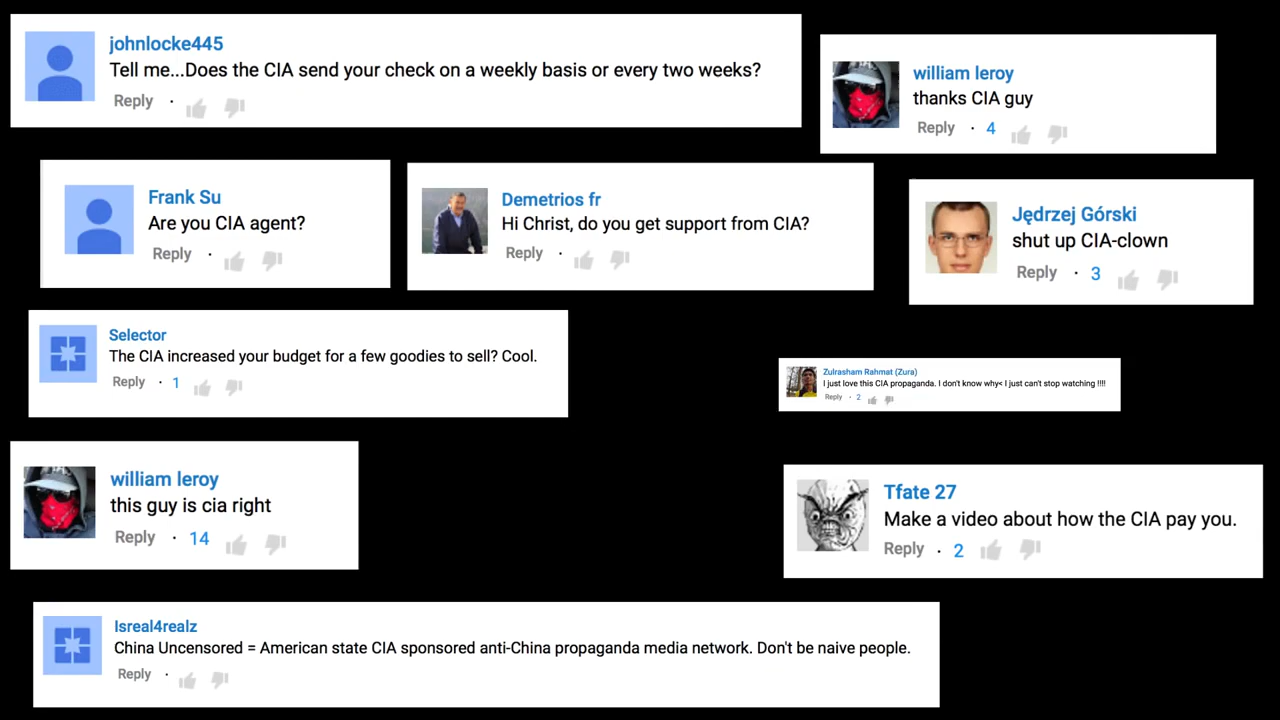 johnlocke445
Tell me...Does the CIA send your check on a weekly basis or every two weeks?
Reply ·
william leroy
thanks CIA guy
Reply · 4
Frank Su
Are you CIA agent?
Reply ·
Demetrios fr
Hi Christ, do you get support from CIA?
Reply ·
Jędrzej Górski
shut up CIA-clown
Reply · 3
Selector
The CIA increased your budget for a few goodies to sell? Cool.
Reply · 1
Zulrasham Rahmat (Zura)
I just love this CIA propaganda. I don't know why< I just can't stop watching !!!!
Reply · 2
william leroy
this guy is cia right
Reply · 14
Tfate 27
Make a video about how the CIA pay you.
Reply · 2
Isreal4realz
China Uncensored = American state CIA sponsored anti-China propaganda media network. Don't be naive people.
Reply ·